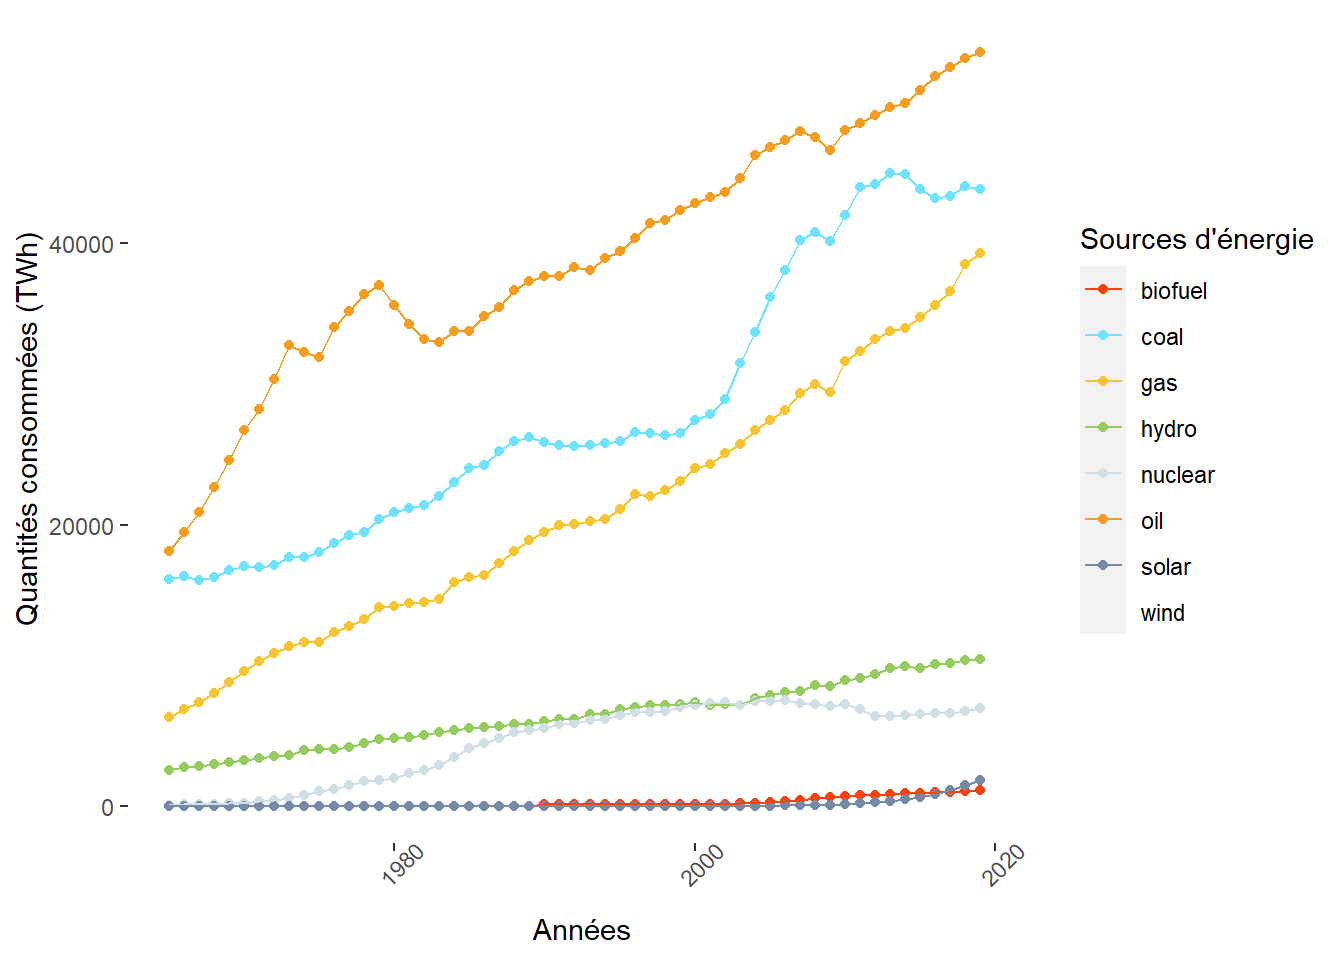 Quantités consommées (TWh)
40000
20000
0
1980
2000
2020
Années
Sources d'énergie
biofuel
coal
gas
hydro
nuclear
oil
solar
wind